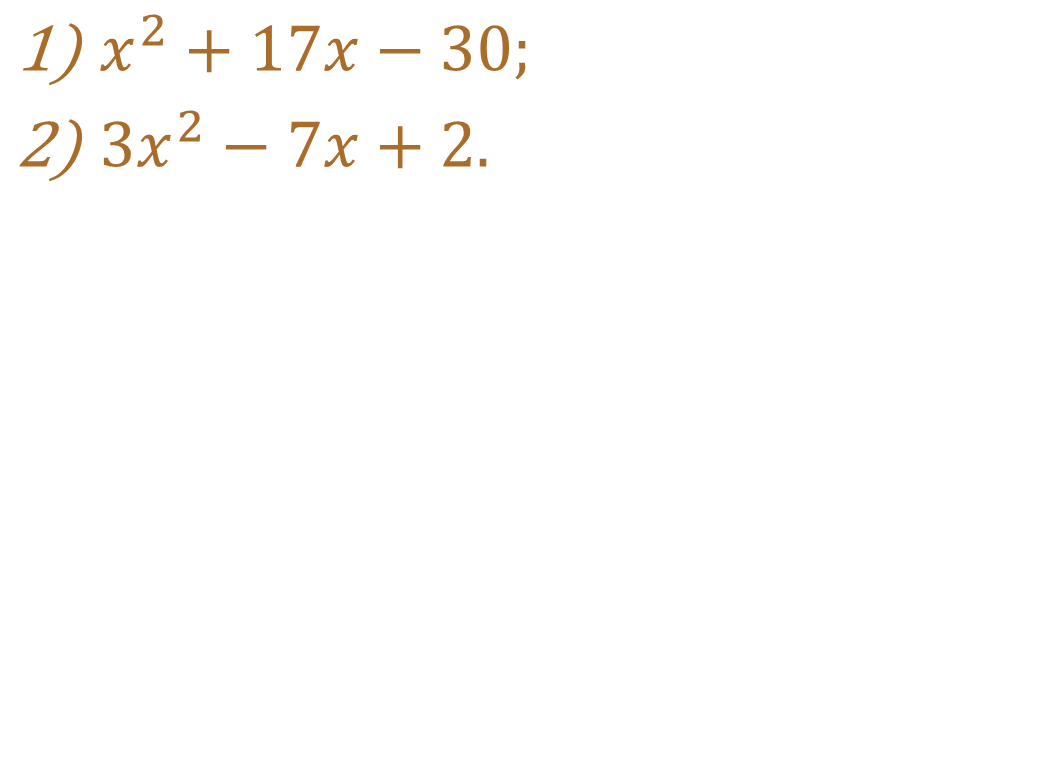 1) x² + 17x − 30;
2) 3x² − 7x + 2.